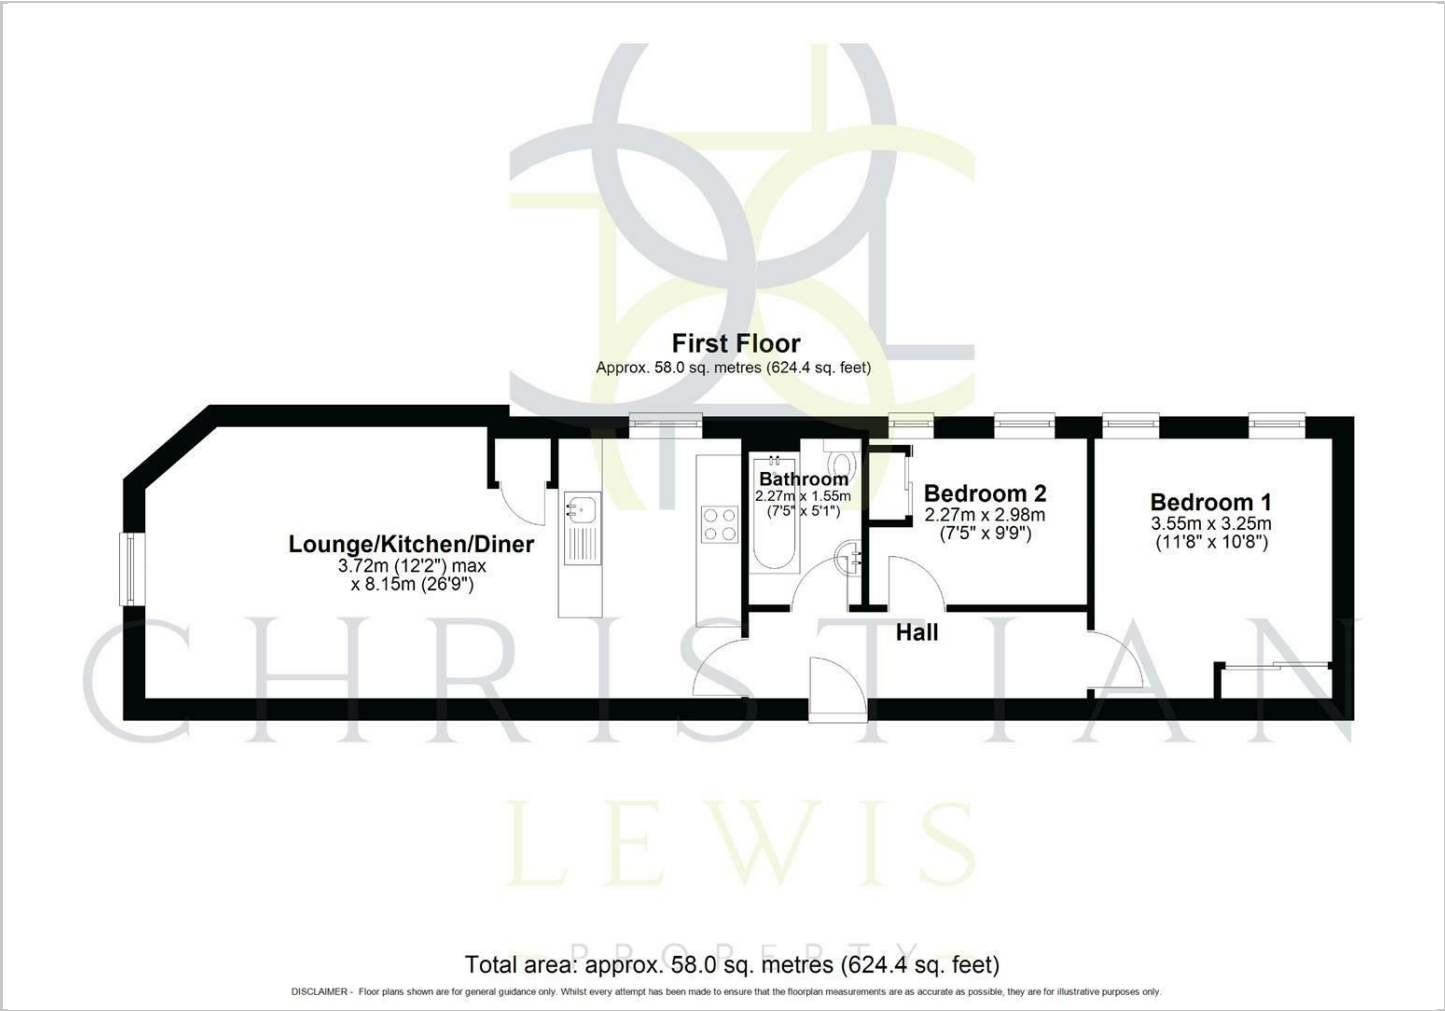 First Floor
Approx. 58.0 sq. metres (624.4 sq. feet)
Bathroom
2.27m x 1.55m
(7'5" x 5'1")
Bedroom 2
2.27m x 2.98m
(7'5" x 9'9")
Bedroom 1
3.55m x 3.25m
(11'8" x 10'8")
Lounge/Kitchen/Diner
3.72m (12'2") max
x 8.15m (26'9")
Hall
CHRISTIAN
LEWIS
PROPERTY
Total area: approx. 58.0 sq. metres (624.4 sq. feet)
DISCLAIMER - Floor plans shown are for general guidance only. Whilst every attempt has been made to ensure that the floorplan measurements are as accurate as possible, they are for illustrative purposes only.